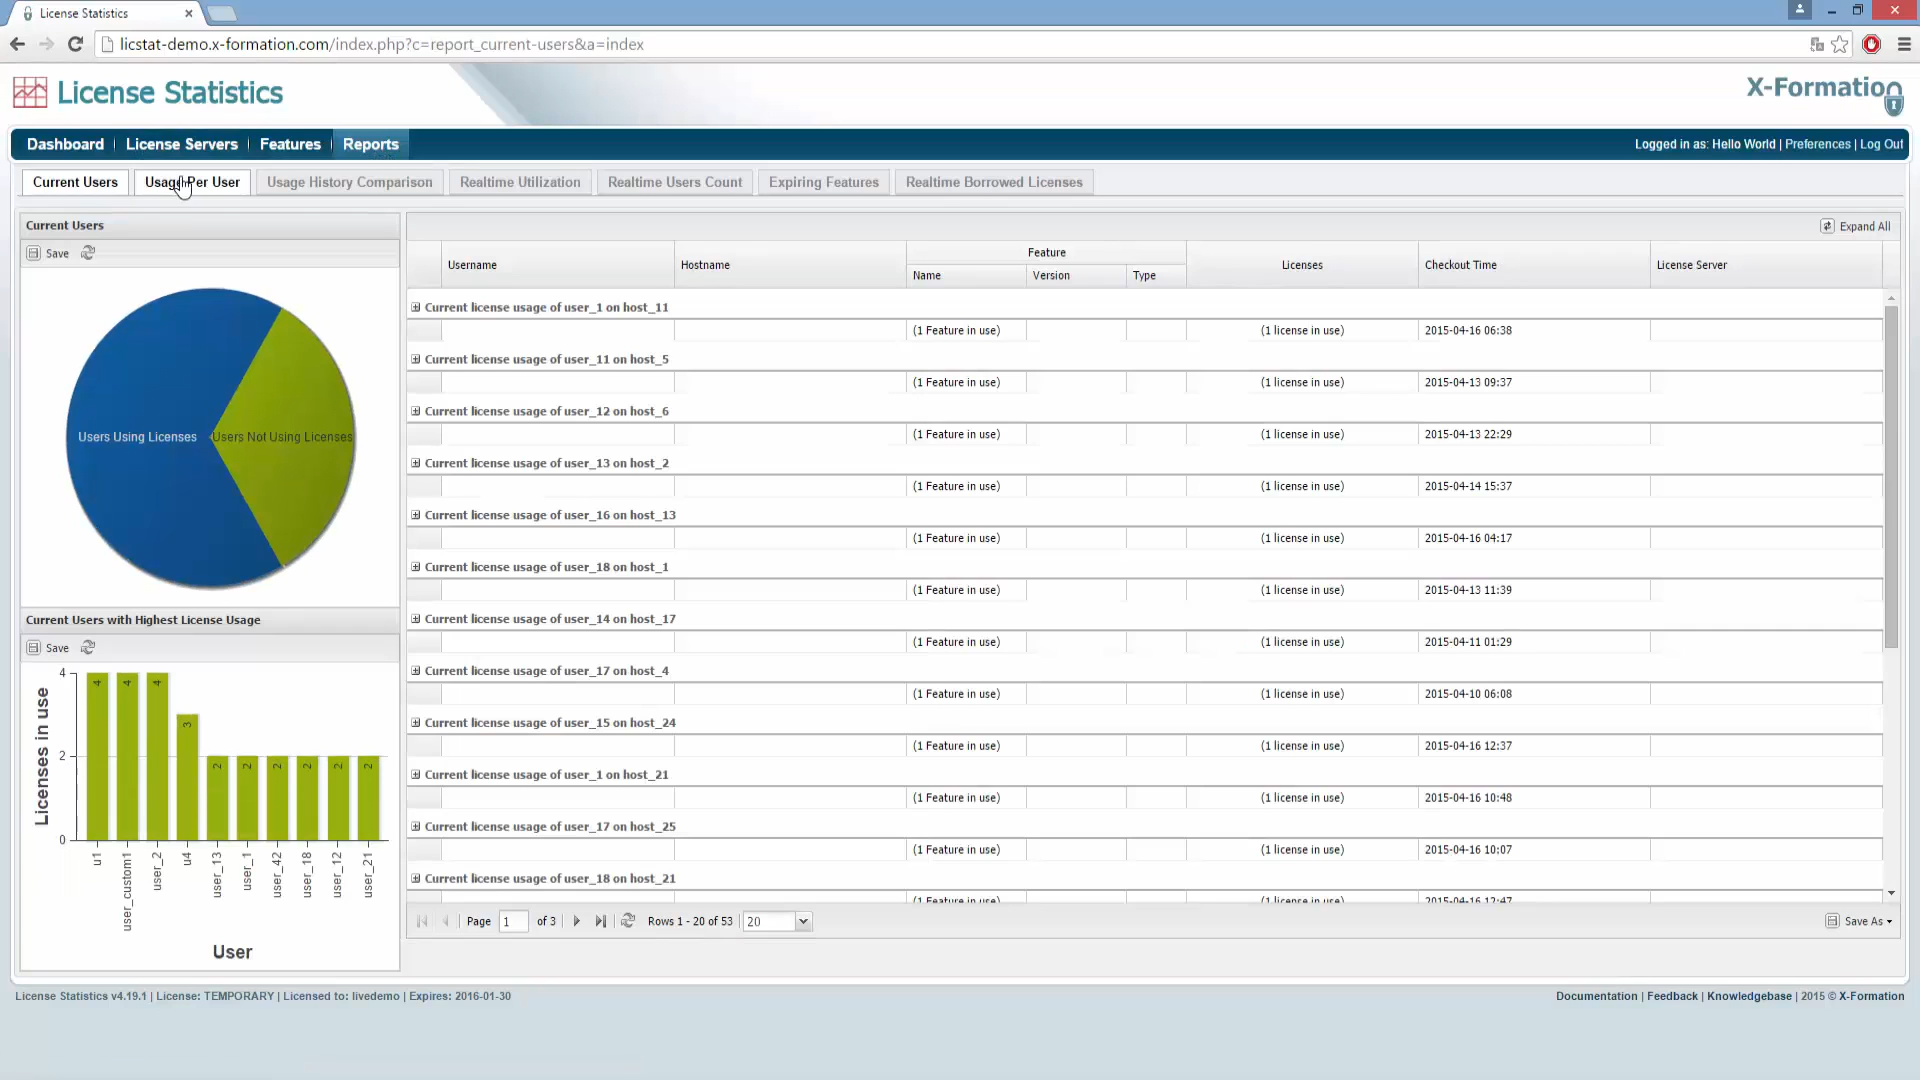 License Statistics
licstat-demo.x-formation.com/index.php?c=report_current-users&a=index
License Statistics
X-Formation
Dashboard | License Servers | Features | Reports
Logged in as: Hello World | Preferences | Log Out
Current Users
Usage Per User
Usage History Comparison
Realtime Utilization
Realtime Users Count
Expiring Features
Realtime Borrowed Licenses
Current Users
Save
Users Using Licenses
Users Not Using Licenses
Current Users with Highest License Usage
Save
Licenses in use
4
2
0
4
4
4
3
2
2
2
2
2
2
u1
user_custom1
user_2
u4
user_13
user_1
user_42
user_18
user_12
user_21
User
Expand All
Username
Hostname
Feature
Name
Version
Type
Licenses
Checkout Time
License Server
Current license usage of user_1 on host_11
(1 Feature in use) (1 license in use) 2015-04-16 06:38
Current license usage of user_11 on host_5
(1 Feature in use) (1 license in use) 2015-04-13 09:37
Current license usage of user_12 on host_6
(1 Feature in use) (1 license in use) 2015-04-13 22:29
Current license usage of user_13 on host_2
(1 Feature in use) (1 license in use) 2015-04-14 15:37
Current license usage of user_16 on host_13
(1 Feature in use) (1 license in use) 2015-04-16 04:17
Current license usage of user_18 on host_1
(1 Feature in use) (1 license in use) 2015-04-13 11:39
Current license usage of user_14 on host_17
(1 Feature in use) (1 license in use) 2015-04-11 01:29
Current license usage of user_17 on host_4
(1 Feature in use) (1 license in use) 2015-04-10 06:08
Current license usage of user_15 on host_24
(1 Feature in use) (1 license in use) 2015-04-16 12:37
Current license usage of user_1 on host_21
(1 Feature in use) (1 license in use) 2015-04-16 10:48
Current license usage of user_17 on host_25
(1 Feature in use) (1 license in use) 2015-04-16 10:07
Current license usage of user_18 on host_21
(1 Feature in use) (1 license in use) 2015-04-16 12:47
Page 1 of 3 Rows 1 - 20 of 53 20
Save As
License Statistics v4.19.1 | License: TEMPORARY | Licensed to: livedemo | Expires: 2016-01-30
Documentation | Feedback | Knowledgebase | 2015 © X-Formation